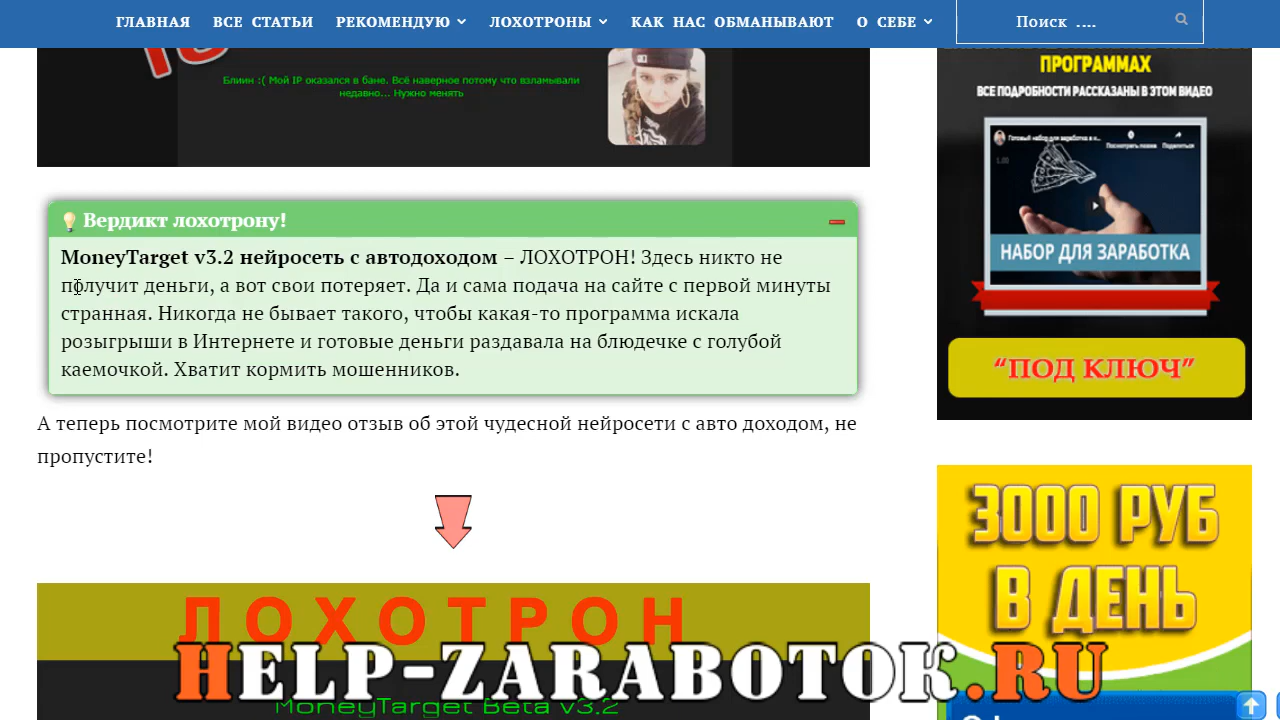 ГЛАВНАЯ ВСЕ СТАТЬИ РЕКОМЕНДУЮ ЛОХОТРОНЫ КАК НАС ОБМАНЫВАЮТ О СЕБЕ Поиск ....
Блиин :( Мой IP оказался в бане. Всё наверное потому что взламывали
недавно... Нужно менять
Вердикт лохотрону!
MoneyTarget v3.2 нейросеть с автодоходом – ЛОХОТРОН! Здесь никто не
получит деньги, а вот свои потеряет. Да и сама подача на сайте с первой минуты
странная. Никогда не бывает такого, чтобы какая-то программа искала
розыгрыши в Интернете и готовые деньги раздавала на блюдечке с голубой
каемочкой. Хватит кормить мошенников.
А теперь посмотрите мой видео отзыв об этой чудесной нейросети с авто доходом, не
пропустите!
ЛОХОТРОН
MoneyTarget Beta v3.2
HELP-ZARABOTOK.RU
ПРОГРАММАХ
ВСЕ ПОДРОБНОСТИ РАССКАЗАНЫ В ЭТОМ ВИДЕО
Готовый набор для заработка в
НАБОР ДЛЯ ЗАРАБОТКА
“ПОД КЛЮЧ”
3000 РУБ
В ДЕНЬ